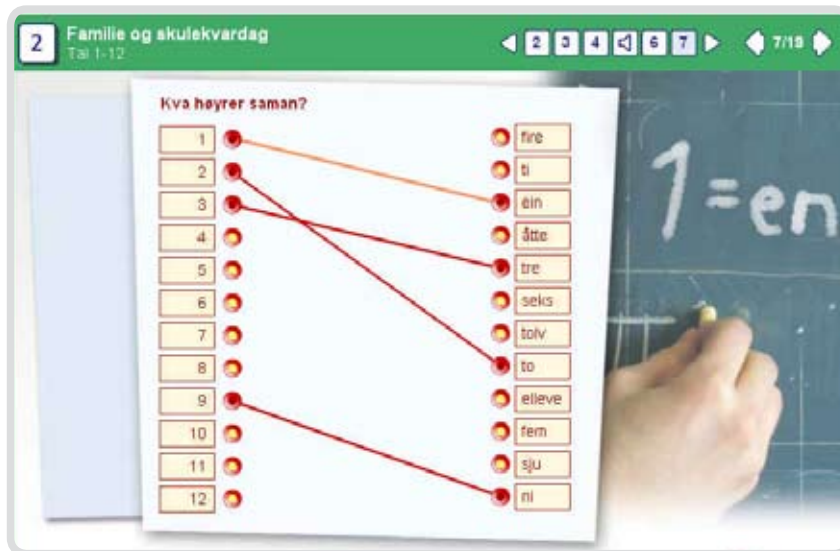 2
Familie og skulekvardag
Tal 1-12
2 3 4 6 7
7/19
Kva høyrer saman?
1 fire
2 ti
3 ein
4 åtte
5 tre
6 seks
7 tolv
8 to
9 elleve
10 fem
11 sju
12 ni
1=en